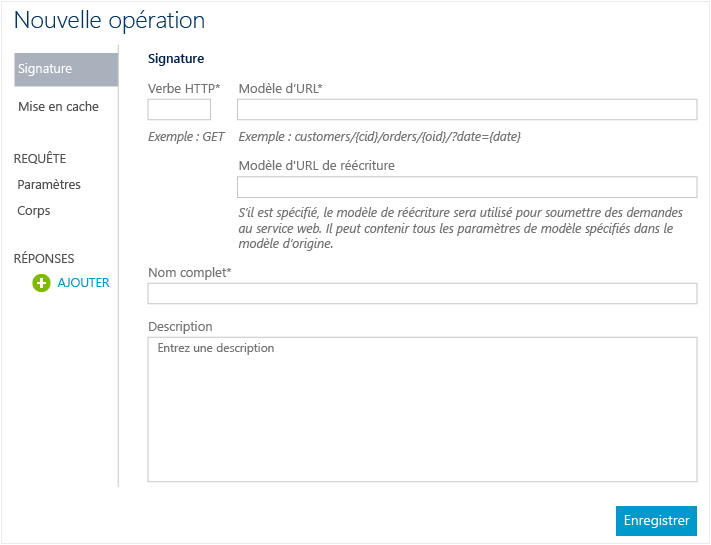 Nouvelle opération
Signature
Mise en cache
REQUÊTE
Paramètres
Corps
RÉPONSES
AJOUTER
Signature
Verbe HTTP* Modèle d'URL*
Exemple : GET Exemple : customers/{cid}/orders/{oid}/?date={date}
Modèle d'URL de réécriture
S'il est spécifié, le modèle de réécriture sera utilisé pour soumettre des demandes
au service web. Il peut contenir tous les paramètres de modèle spécifiés dans le
modèle d'origine.
Nom complet*
Description
Entrez une description
Enregistrer